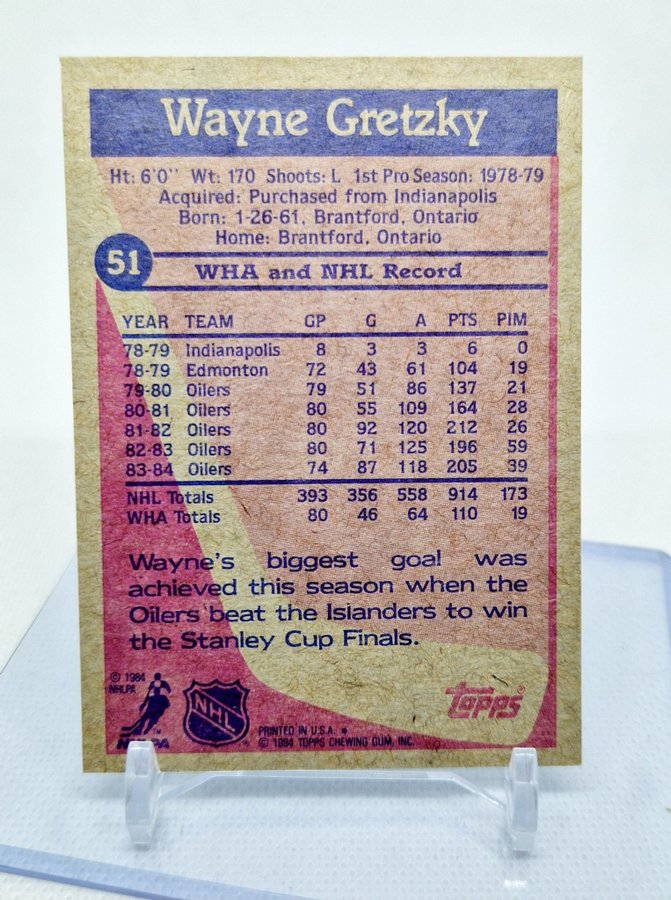 Wayne Gretzky
Ht: 6'0" Wt: 170 Shoots: L 1st Pro Season: 1978-79
Acquired: Purchased from Indianapolis
Born: 1-26-61, Brantford, Ontario
Home: Brantford, Ontario
51
WHA and NHL Record
YEAR TEAM GP G A PTS PIM
78-79 Indianapolis 8 3 3 6 0
78-79 Edmonton 72 43 61 104 19
79-80 Oilers 79 51 86 137 21
80-81 Oilers 80 55 109 164 28
81-82 Oilers 80 92 120 212 26
82-83 Oilers 80 71 125 196 59
83-84 Oilers 74 87 118 205 39
NHL Totals 393 356 558 914 173
WHA Totals 80 46 64 110 19
Wayne's biggest goal was
achieved this season when the
Oilers beat the Islanders to win
the Stanley Cup Finals.
© 1984
NHLPA
NHLPA
NHL
topps®
PRINTED IN U.S.A. *
© 1984 TOPPS CHEWING GUM, INC.